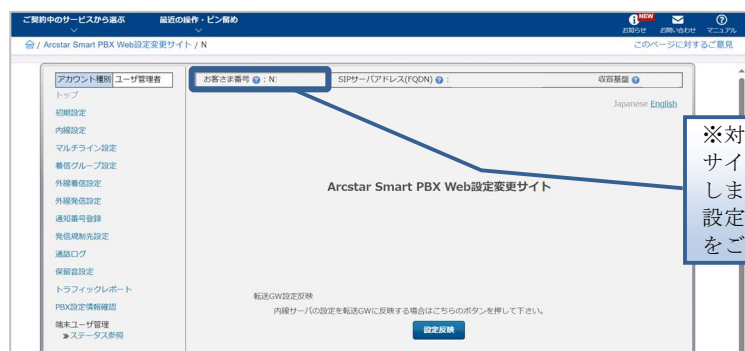 ご契約中のサービスから選ぶ 最近の操作・ピン留め
NEW
お知らせ お問い合わせ マニュアル
/ Arcstar Smart PBX Web設定変更サイト / N
このページに対するご意見
アカウント種別 ユーザ管理者
お客さま番号 ? : N: SIPサーバアドレス(FQDN) ? : 収容基盤 ?
Japanese English
トップ
初期設定
内線設定
マルチライン設定
着信グループ設定
外線着信設定
外線発信設定
通知番号登録
発信規制先設定
通話ログ
保留音設定
トラフィックレポート
PBX設定情報確認
端末ユーザ管理
≫ステータス参照
Arcstar Smart PBX Web設定変更サイト
転送GW設定反映
内線サーバの設定を転送GWに反映する場合はこちらのボタンを押して下さい。
設定反映
※対
サイ
しま
設定
をご